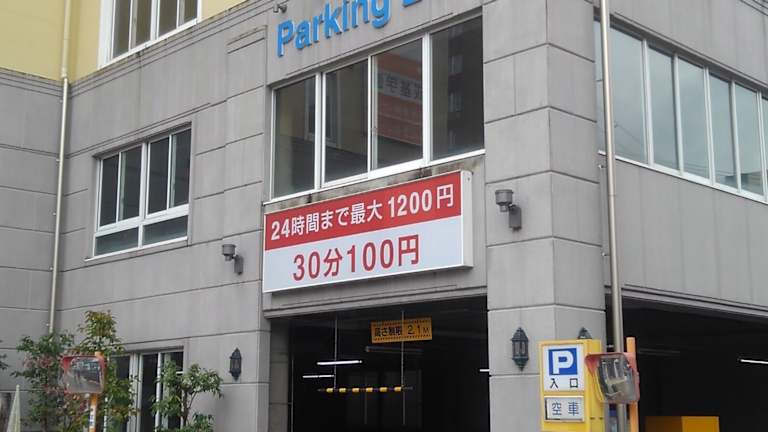 Parking
24時間まで最大1200円
30分100円
高さ制限 2.1M
P
入口
空車